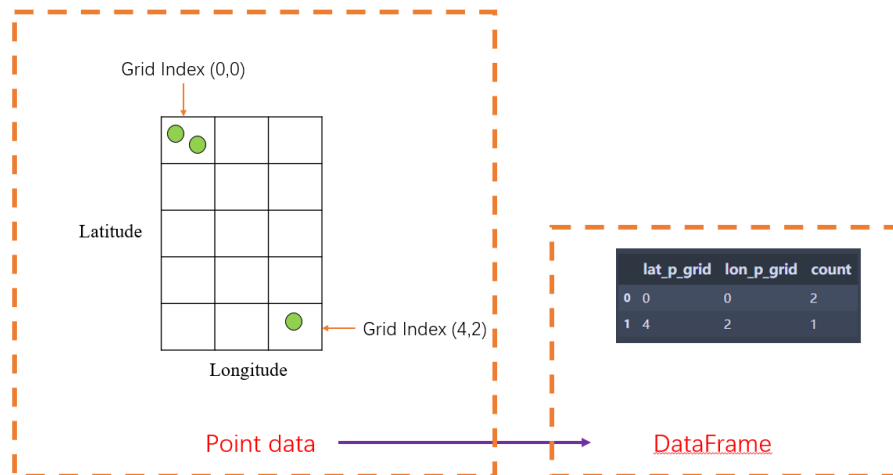 Grid Index (0,0)
Latitude
Grid Index (4,2)
Longitude
Point data
lat_p_grid lon_p_grid count
0 0 0 2
1 4 2 1
DataFrame